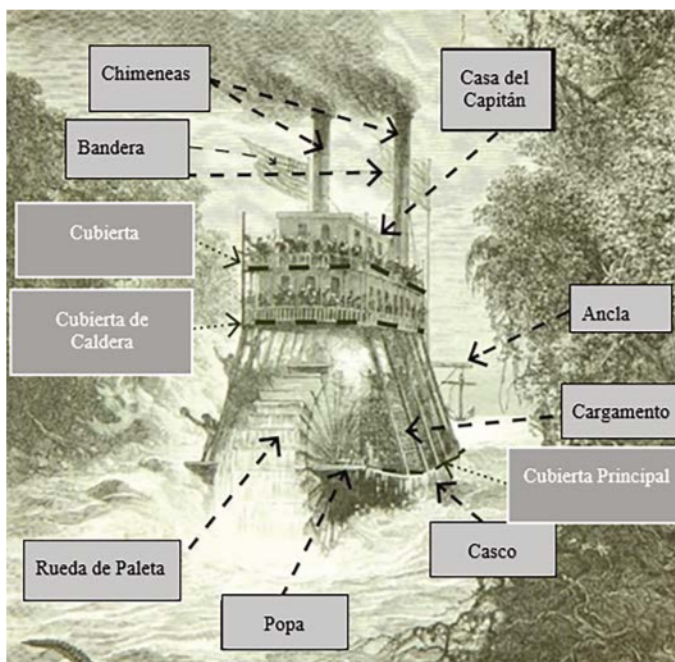 Chimeneas
Casa del
Capitán
Bandera
Cubierta
Cubierta de
Caldera
Ancla
Cargamento
Cubierta Principal
Casco
Rueda de Paleta
Popa